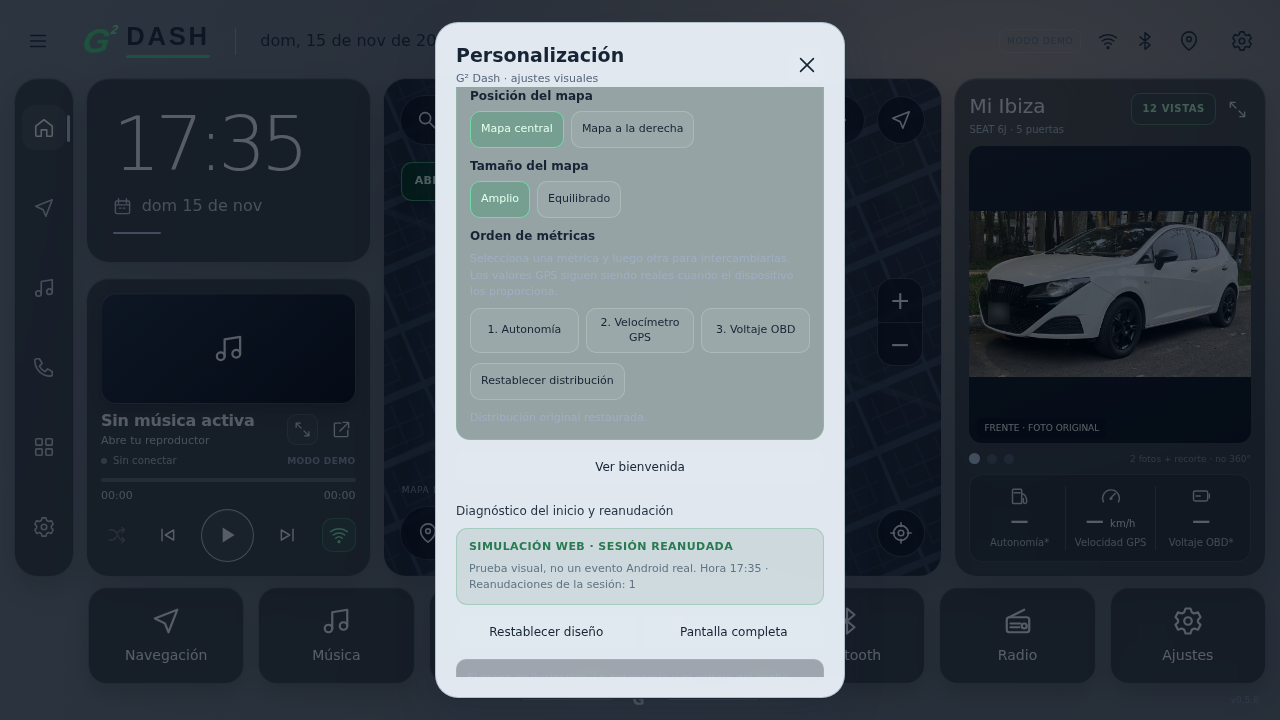 G² DASH
dom, 15 de nov de 20
MODO DEMO
17:35
dom 15 de nov
Sin música activa
Abre tu reproductor
Sin conectar
MODO DEMO
00:00
00:00
Personalización
G² Dash · ajustes visuales
Posición del mapa
Mapa central
Mapa a la derecha
Tamaño del mapa
Amplio
Equilibrado
Orden de métricas
Selecciona una métrica y luego otra para intercambiarlas.
Los valores GPS siguen siendo reales cuando el dispositivo
los proporciona.
1. Autonomía
2. Velocímetro
GPS
3. Voltaje OBD
Restablecer distribución
Distribución original restaurada.
Ver bienvenida
Diagnóstico del inicio y reanudación
SIMULACIÓN WEB · SESIÓN REANUDADA
Prueba visual, no un evento Android real. Hora 17:35 ·
Reanudaciones de la sesión: 1
Restablecer diseño
Pantalla completa
Mi Ibiza
SEAT 6J · 5 puertas
12 VISTAS
FRENTE · FOTO ORIGINAL
2 fotos + recorte · no 360°
— — km/h —
Autonomía*
Velocidad GPS
Voltaje OBD*
Navegación
Música
tooth
Radio
Ajustes